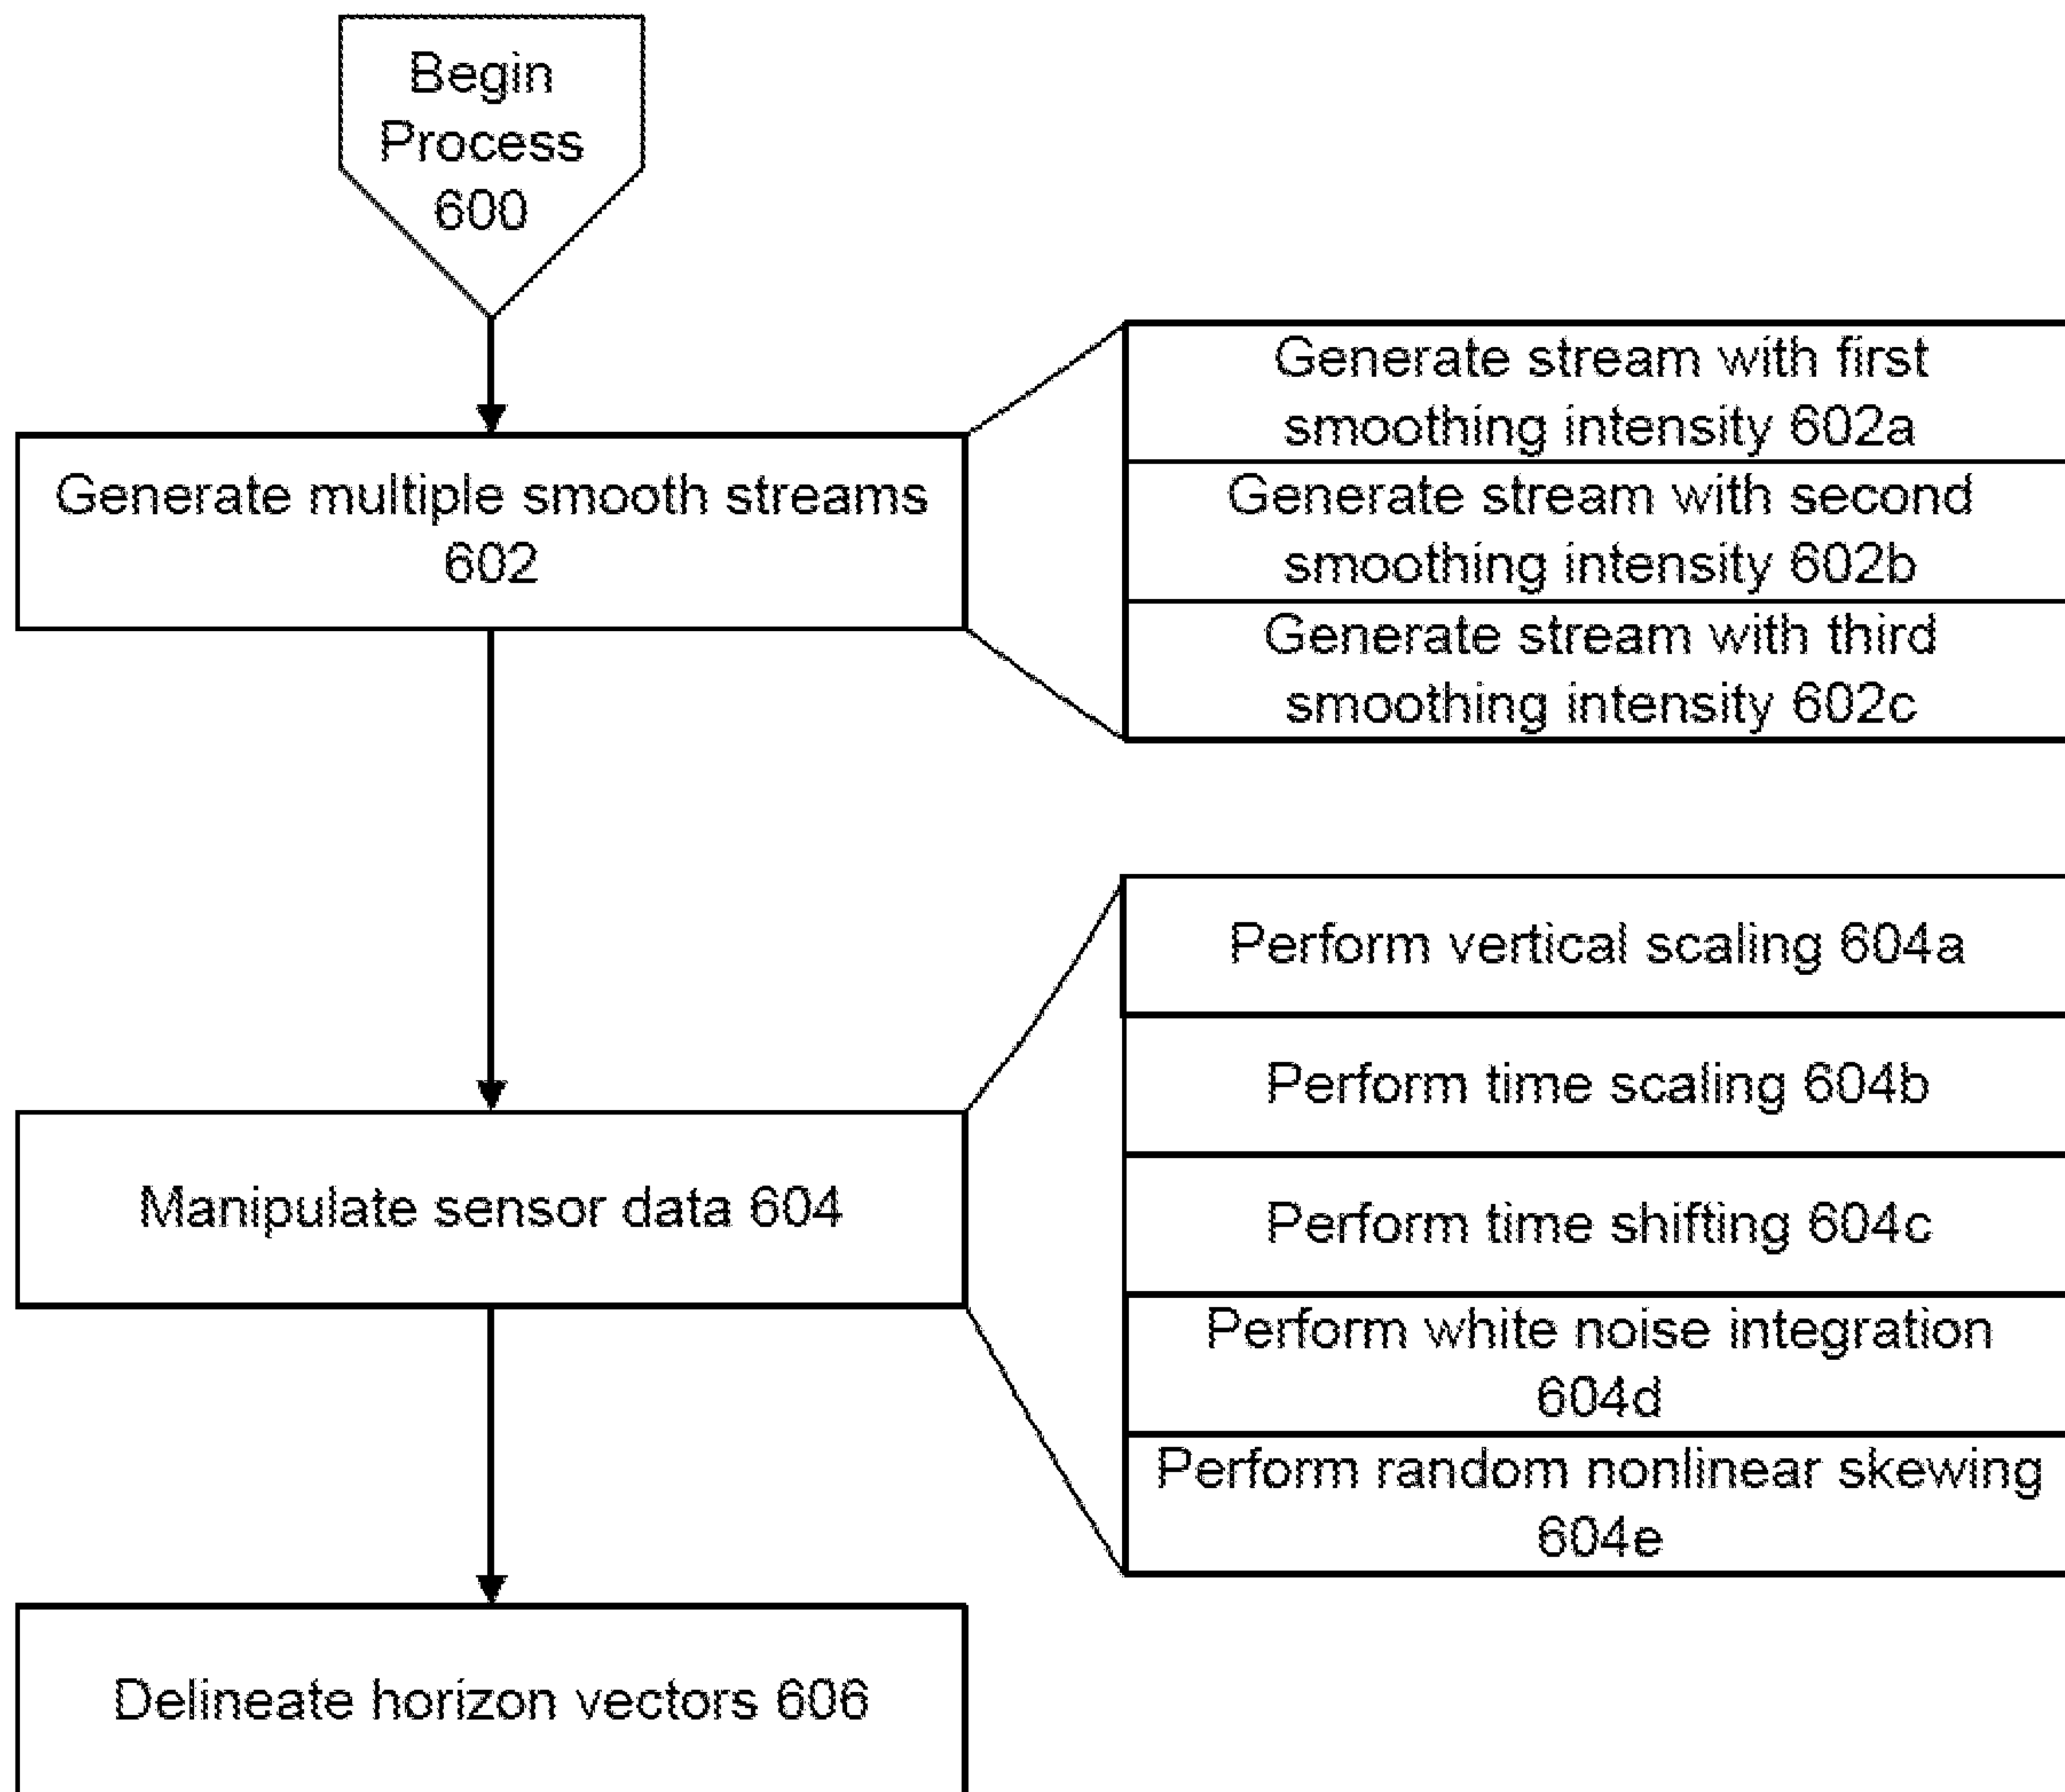 Begin
Process
600
Generate multiple smooth streams
602
Generate stream with first
smoothing intensity 602a
Generate stream with second
smoothing intensity 602b
Generate stream with third
smoothing intensity 602c
Manipulate sensor data 604
Perform vertical scaling 604a
Perform time scaling 604b
Perform time shifting 604c
Perform white noise integration
604d
Perform random nonlinear skewing
604e
Delineate horizon vectors 606